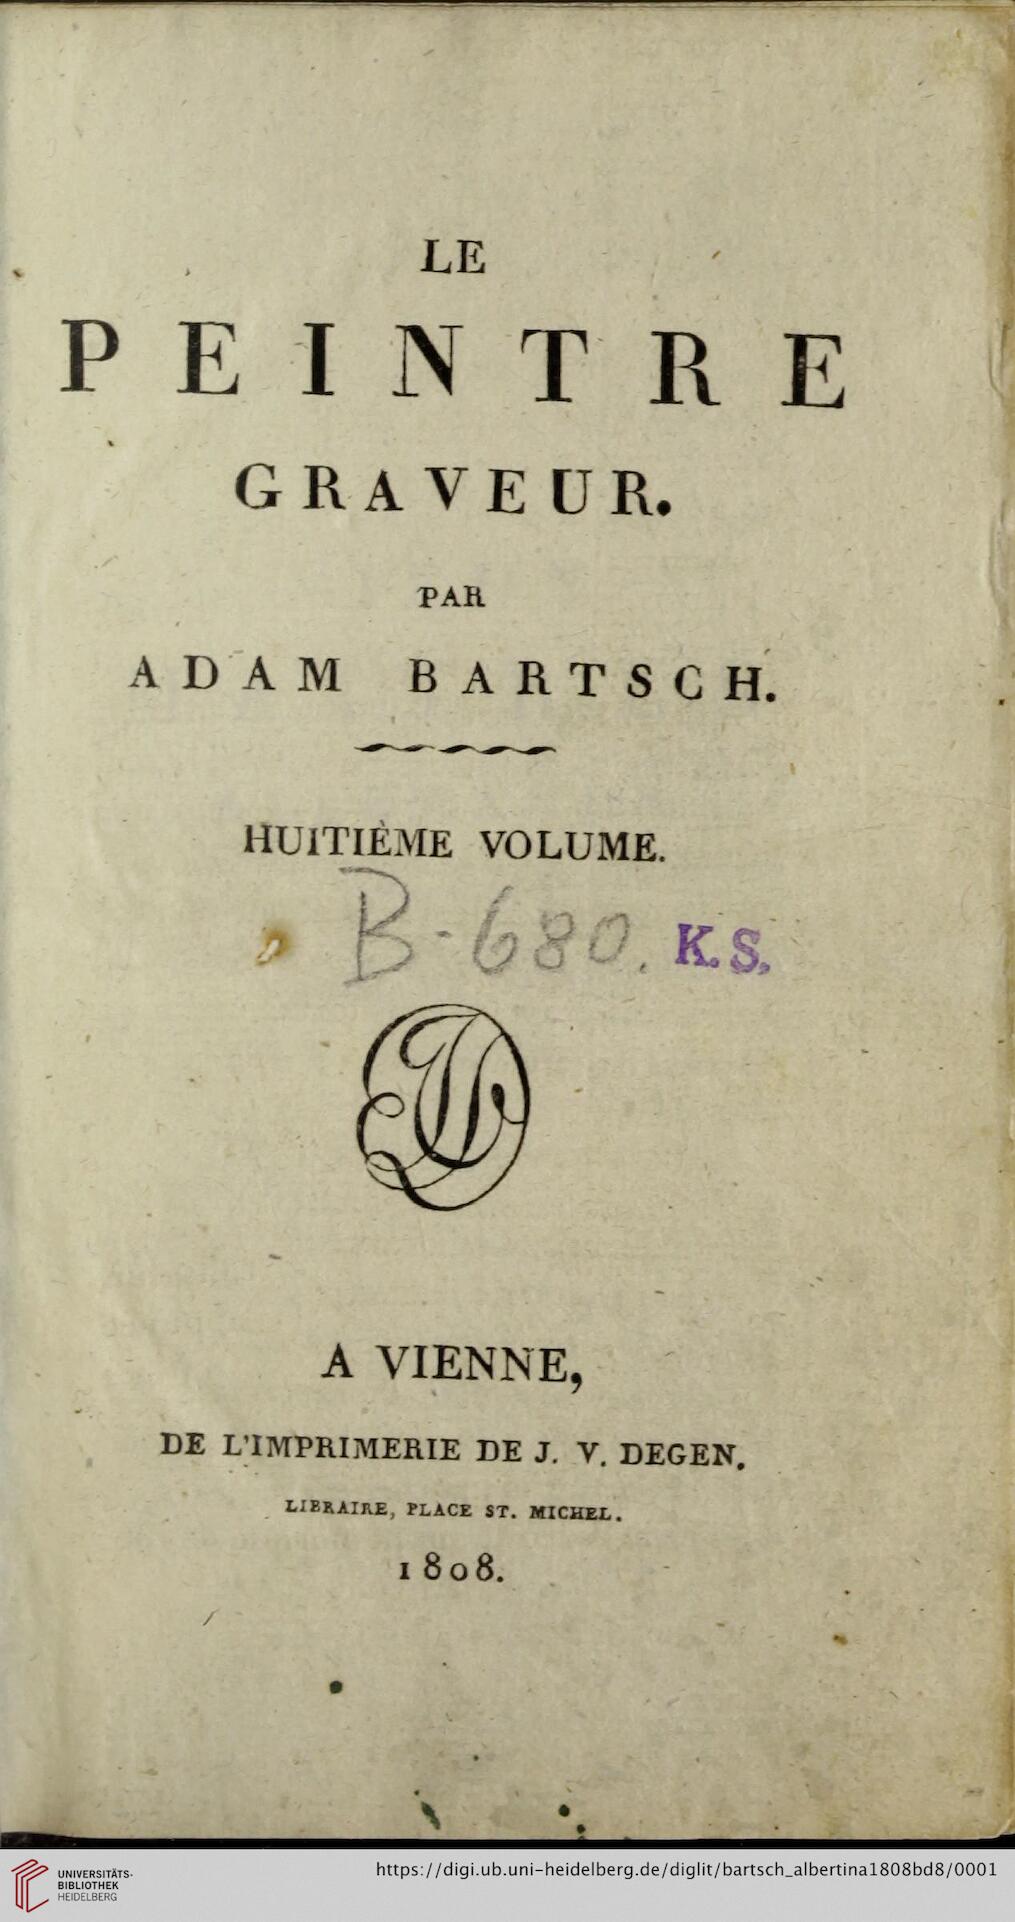 LE
PEINTRE
GRAVEUR.
PAR
ADAM BARTSCH.
HUITIÈME VOLUME.
B-680. K.S.
A VIENNE,
DE L'IMPRIMERIE DE J. V. DEGEN.
LIBRAIRE, PLACE ST. MICHEL.
1808.
UNIVERSITÄTS-
BIBLIOTHEK
HEIDELBERG
https://digi.ub.uni-heidelberg.de/diglit/bartsch_albertina1808bd8/0001